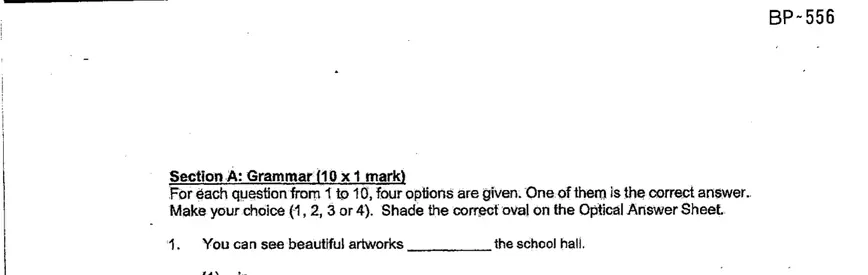 BP-556
Section A: Grammar (10 x 1 mark)
For each question from 1 to 10, four options are given. One of them is the correct answer.
Make your choice (1, 2, 3 or 4). Shade the correct oval on the Optical Answer Sheet.
1. You can see beautiful artworks __________ the school hall.